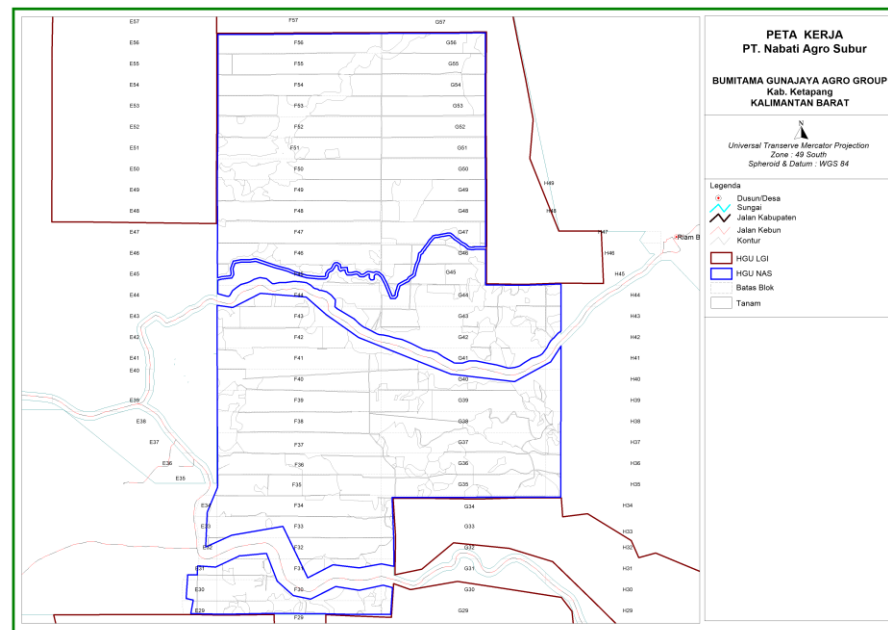 PETA KERJA
PT. Nabati Agro Subur
BUMITAMA GUNAJAYA AGRO GROUP
Kab. Ketapang
KALIMANTAN BARAT
N
Universal Transerve Mercator Projection
Zone : 49 South
Spheroid & Datum : WGS 84
Legenda
Dusun/Desa
Sungai
Jalan Kabupaten
Jalan Kebun
Kontur
HGU LGI
HGU NAS
Batas Blok
Tanam
E57 F57 G57
E56 F56 G56
E55 F55 G55
E54 F54 G54
E53 F53 G53
E52 F52 G52
E51 F51 G51
E50 F50 G50
E49 F49 G49 H49
E48 F48 G48 H48
E47 F47 G47 H47 Riam B
E46 F46 G46 H46
E45 F45 G45 H45
E44 F44 G44 H44
E43 F43 G43 H43
E42 F42 G42 H42
E41 F41 G41 H41
E40 F40 G40 H40
E39 F39 G39 H39
E38 F38 G38 H38
E37 F37 G37 H37
E36 F36 G36 H36
E35 F35 G35 H35
F34 G34 H34
E33 F33 G33 H33
E32 F32 G32 H32
E31 F31 G31 H31
E30 F30 G30 H30
E29 F29 G29 H29